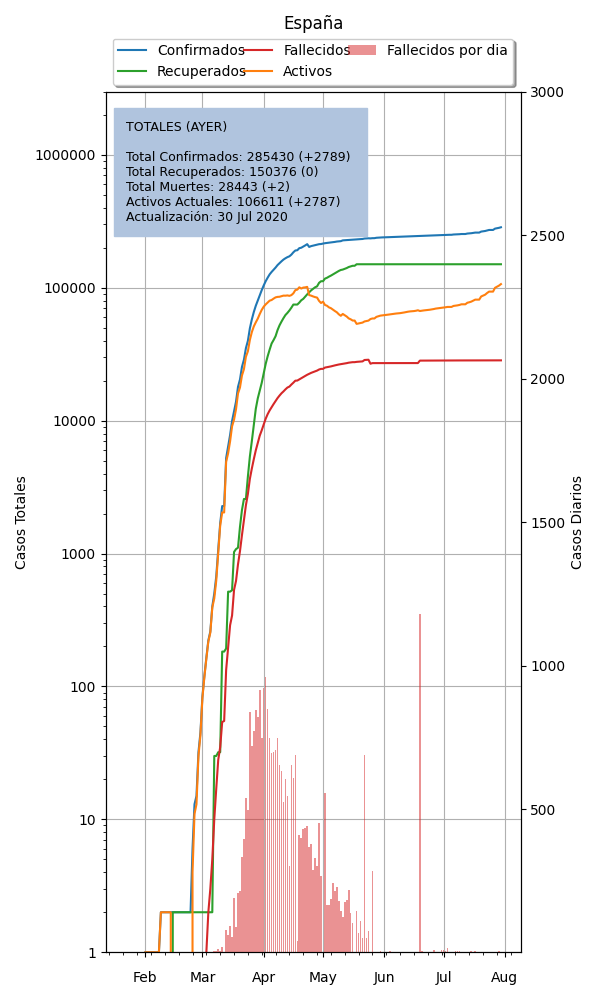 España
Confirmados
Fallecidos
Fallecidos por dia
Recuperados
Activos
TOTALES (AYER)
Total Confirmados: 285430 (+2789)
Total Recuperados: 150376 (0)
Total Muertes: 28443 (+2)
Activos Actuales: 106611 (+2787)
Actualización: 30 Jul 2020
Casos Totales
1000000
100000
10000
1000
100
10
1
3000
2500
2000
1500
1000
500
Casos Diarios
Feb
Mar
Apr
May
Jun
Jul
Aug